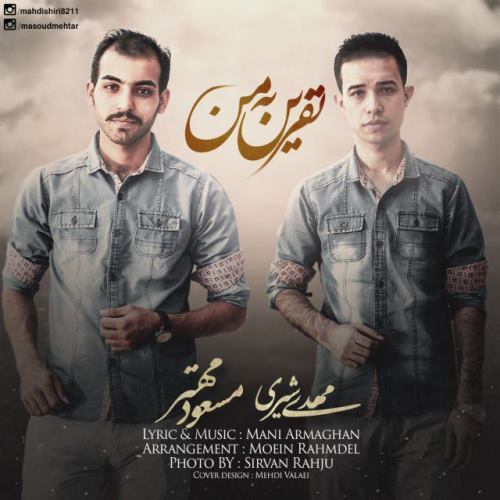 /mahdishiri8211
/masoudmehtar
نفرین به من
مهدی شیری
مسعود مهتر
LYRIC & MUSIC : MANI ARMAGHAN
ARRANGEMENT : MOEIN RAHMDEL
PHOTO BY : SIRVAN RAHJU
COVER DESIGN : MEHDI VALAEI